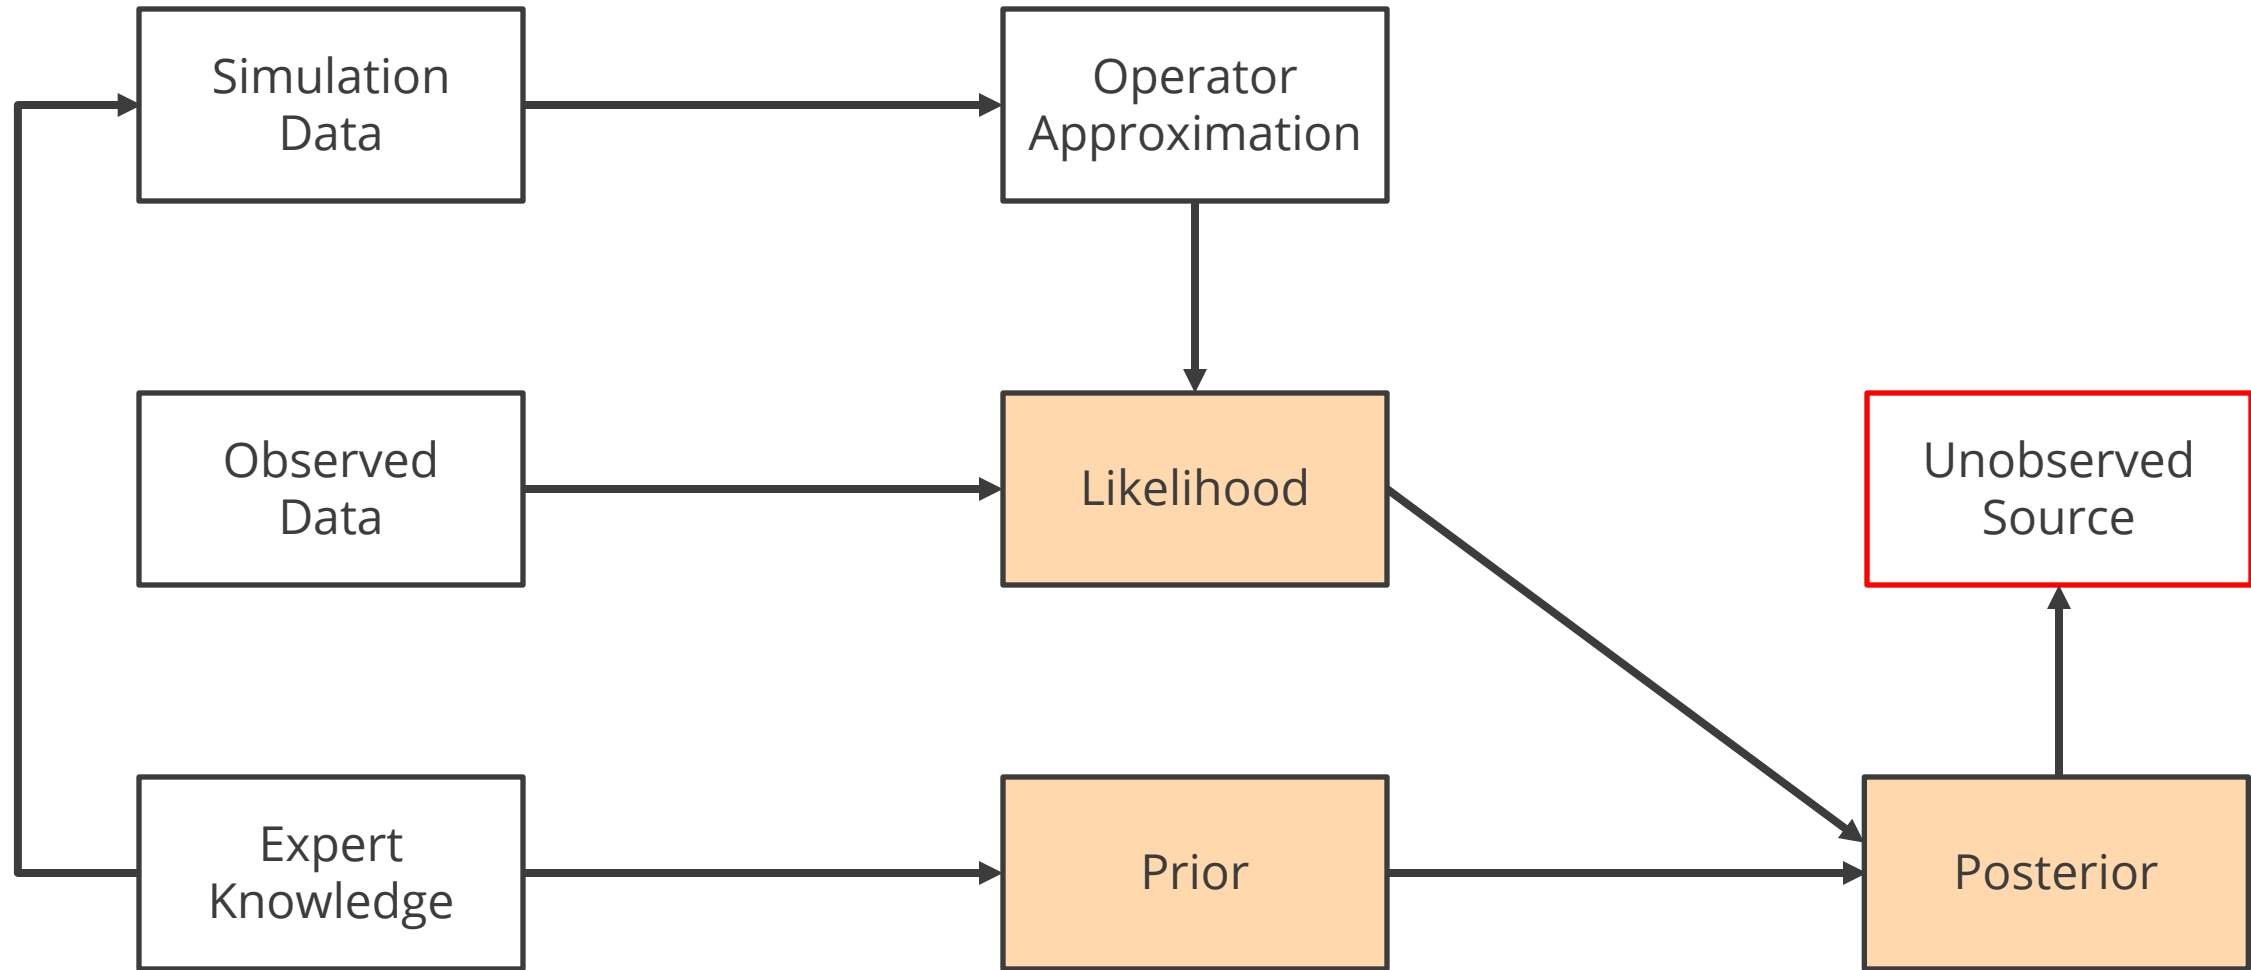 Simulation
Data
Operator
Approximation
Observed
Data
Likelihood
Unobserved
Source
Expert
Knowledge
Prior
Posterior